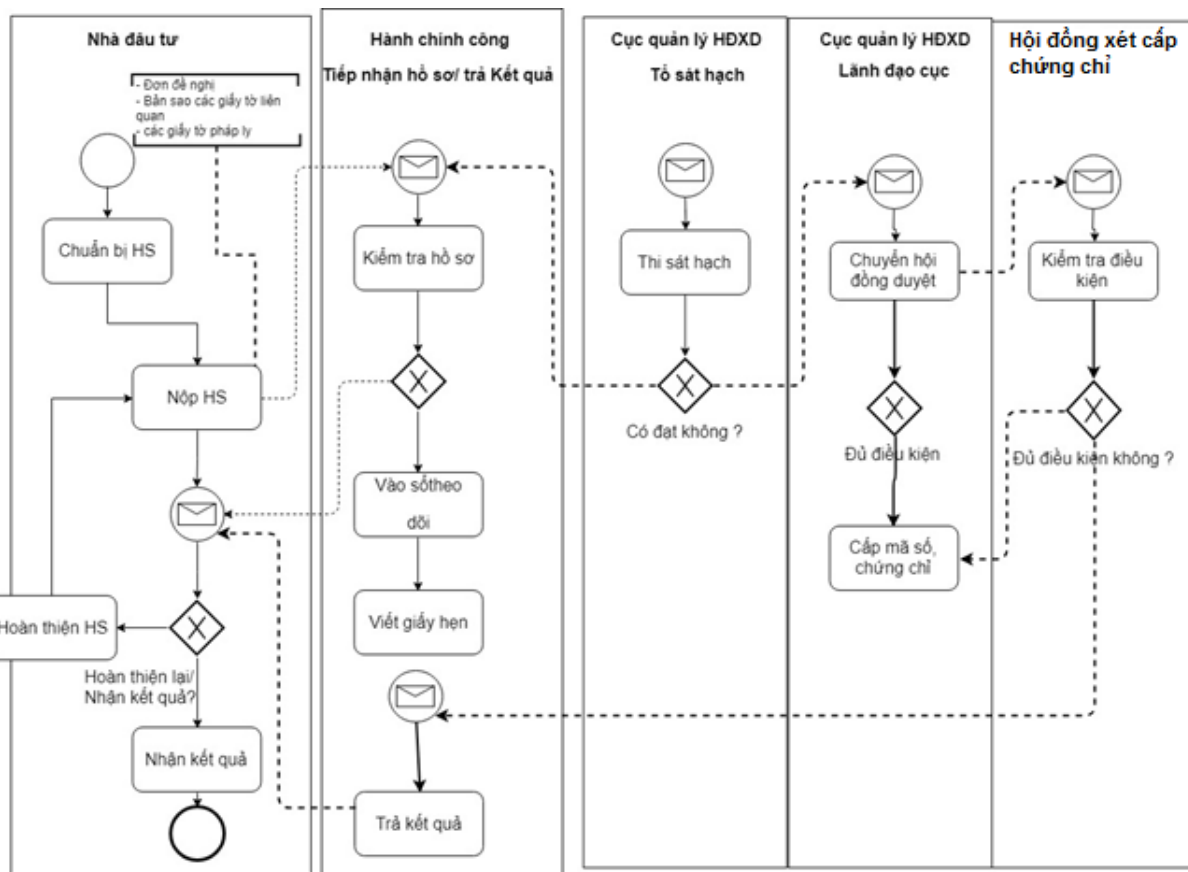 Nhà đầu tư
- Đơn đề nghị
- Bản sao các giấy tờ liên
quan
- các giấy tờ pháp lý
Chuẩn bị HS
Nộp HS
Hoàn thiện HS
Hoàn thiện lại/
Nhận kết quả?
Nhận kết quả
Hành chính công
Tiếp nhận hồ sơ/ trả Kết quả
Kiểm tra hồ sơ
X
Vào sổtheo
dõi
Viết giấy hẹn
Trả kết quả
X
Cục quản lý HĐXD
Tổ sát hạch
Thi sát hạch
X
Có đạt không ?
Cục quản lý HĐXD
Lãnh đạo cục
Chuyển hội
đồng duyệt
X
Đủ điều kiện
Cấp mã số,
chứng chỉ
Hội đồng xét cấp
chứng chỉ
Kiểm tra điều
kiện
X
Đủ điều kiện không ?